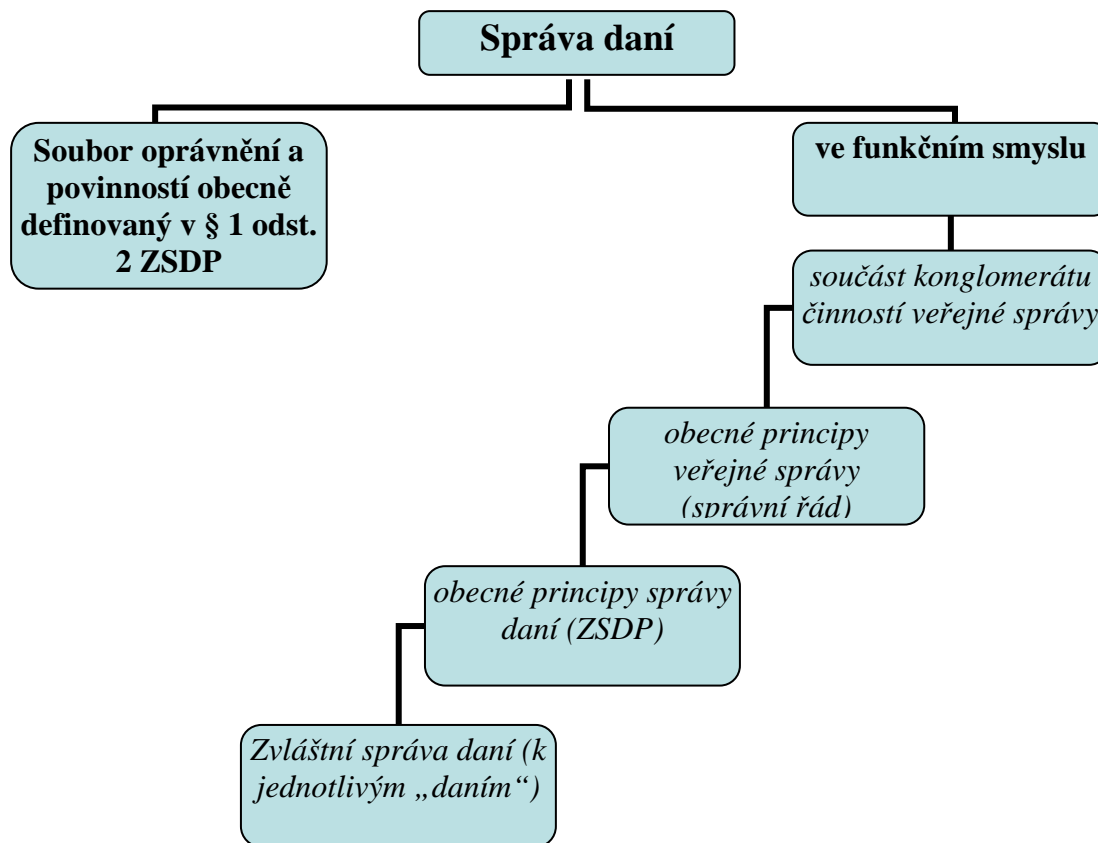 Správa daní
Soubor oprávnění a
povinností obecně
definovaný v § 1 odst.
2 ZSDP
ve funkčním smyslu
součást konglomerátu
činností veřejné správy
obecné principy
veřejné správy
(správní řád)
obecné principy správy
daní (ZSDP)
Zvláštní správa daní (k
jednotlivým „daním“)